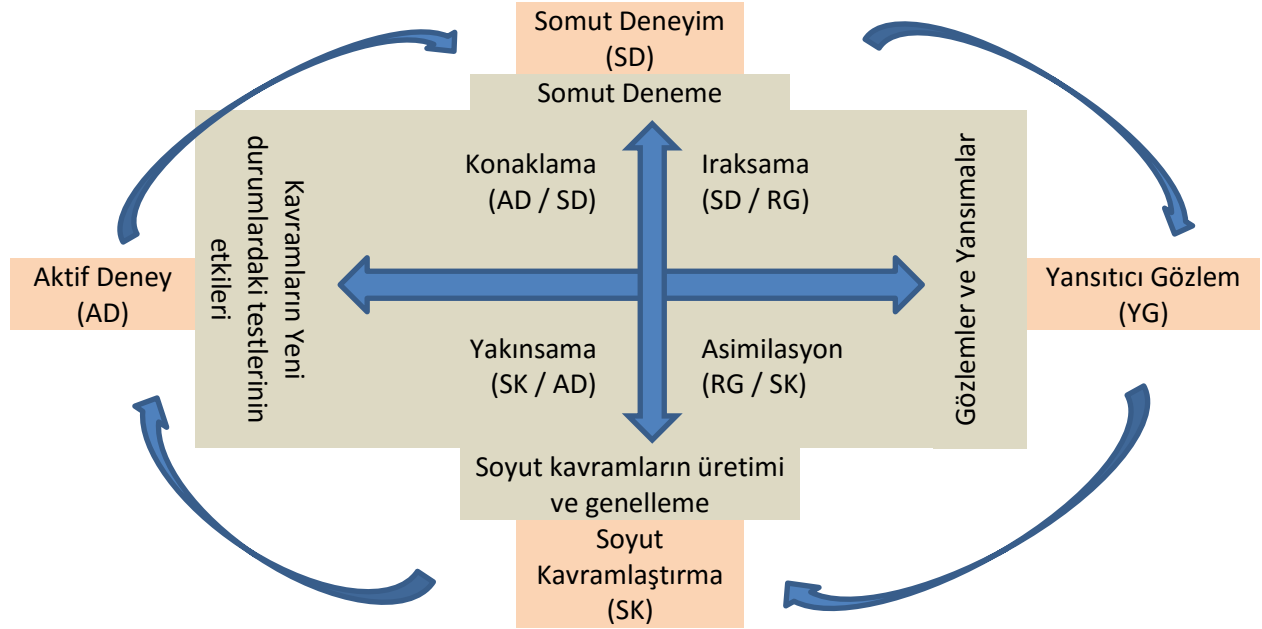 Somut Deneyim
(SD)
Somut Deneme
Kavramların Yeni
durumlardaki testlerinin
etkileri
Konaklama
(AD / SD)
Iraksama
(SD / RG)
Gözlemler ve Yansımalar
Aktif Deney
(AD)
Yansıtıcı Gözlem
(YG)
Yakınsama
(SK / AD)
Asimilasyon
(RG / SK)
Soyut kavramların üretimi
ve genelleme
Soyut
Kavramlaştırma
(SK)